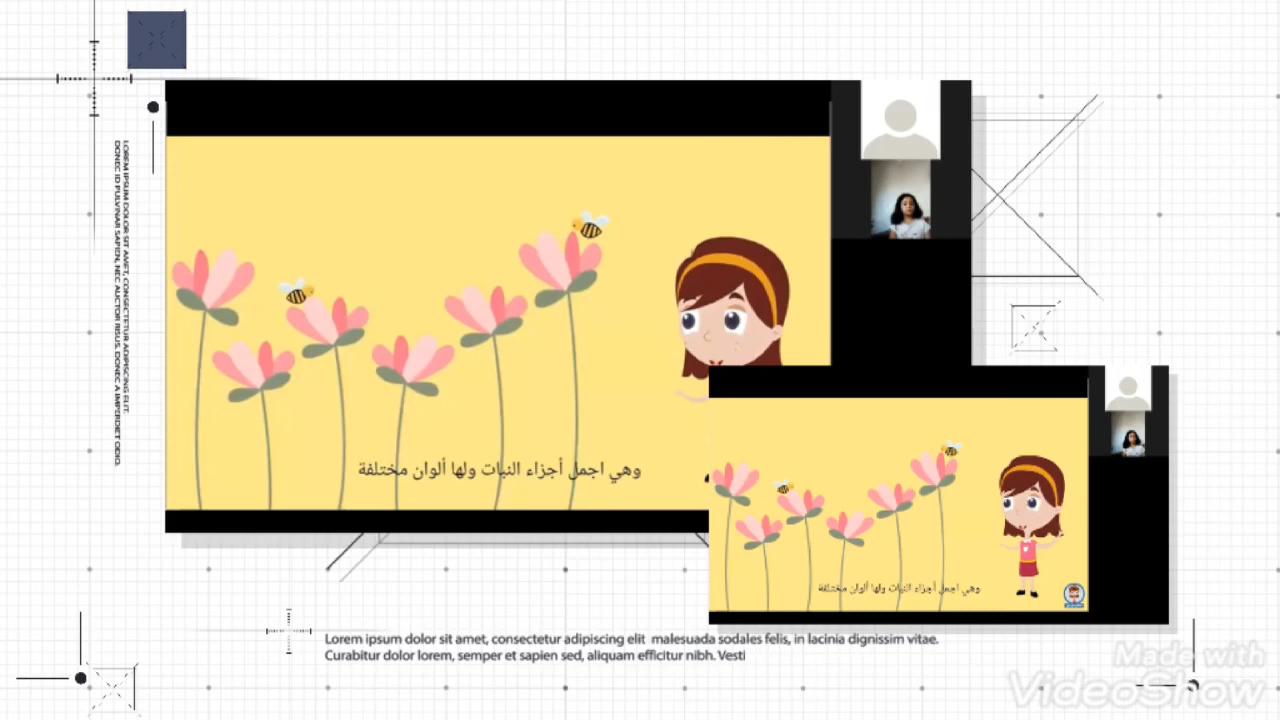 LOREM IPSUM DOLOR SIT AMET, CONSECTETUR ADIPISCING ELIT.
DONEC ID PULVINAR SAPIEN, NEC AUCTOR RISUS. DONEC A IMPERDIET ODIO.
وهي اجمل أجزاء النبات ولها ألوان مختلفة
وهي اجمل أجزاء النبات ولها ألوان مختلفة
Lorem ipsum dolor sit amet, consectetur adipiscing elit malesuada sodales felis, in lacinia dignissim vitae.
Curabitur dolor lorem, semper et sapien sed, aliquam efficitur nibh. Vesti
Made with
VideoShow